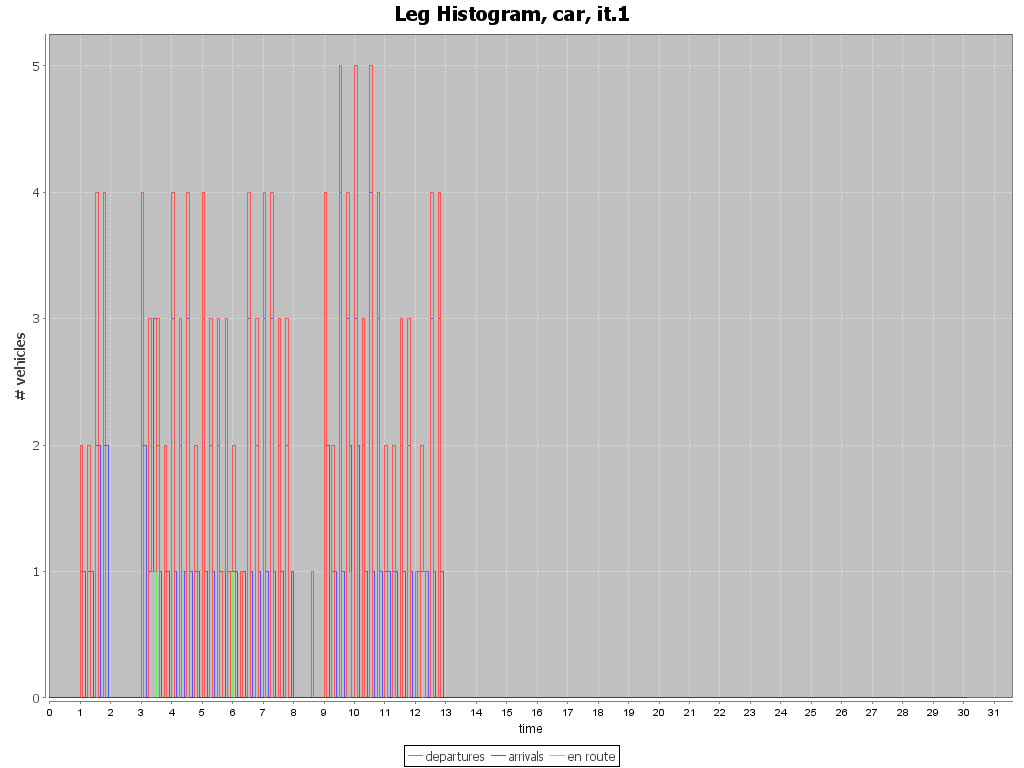 Leg Histogram, car, it.1
# vehicles
5
4
3
2
1
0
0 1 2 3 4 5 6 7 8 9 10 11 12 13 14 15 16 17 18 19 20 21 22 23 24 25 26 27 28 29 30 31
time
departures arrivals en route